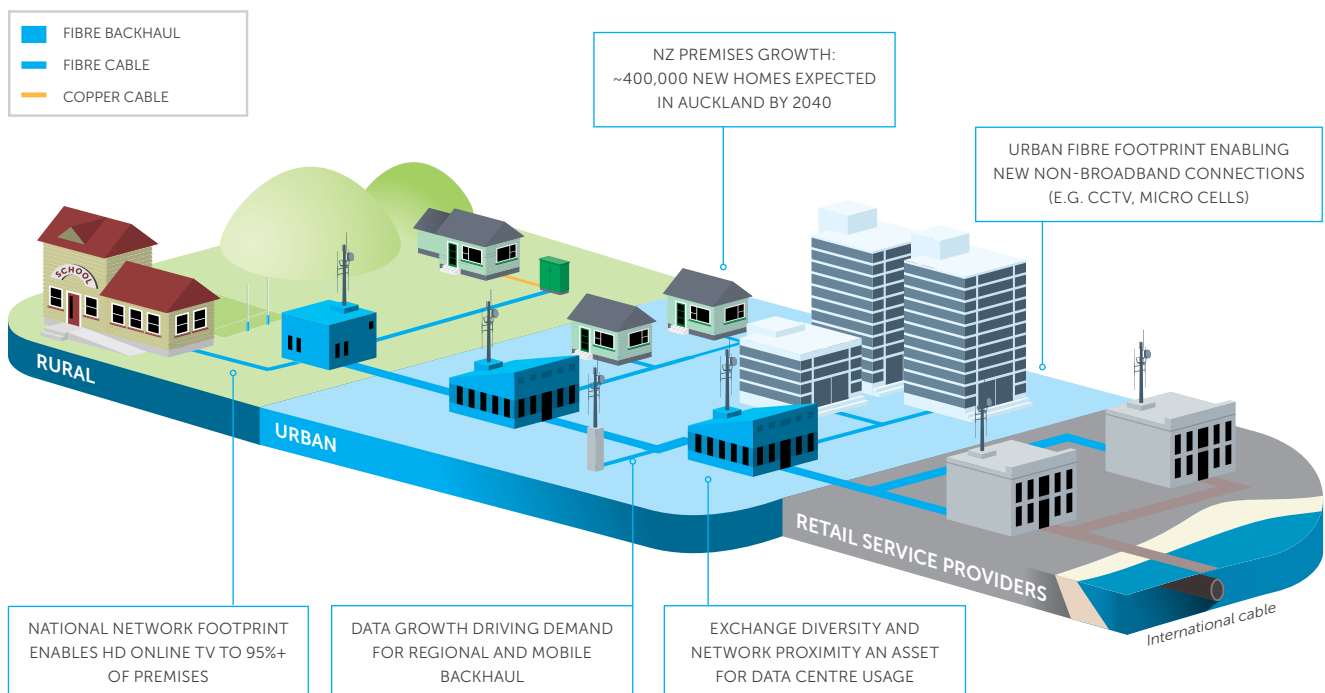 FIBRE BACKHAUL
FIBRE CABLE
COPPER CABLE
NZ PREMISES GROWTH:
~400,000 NEW HOMES EXPECTED
IN AUCKLAND BY 2040
URBAN FIBRE FOOTPRINT ENABLING
NEW NON-BROADBAND CONNECTIONS
(E.G. CCTV, MICRO CELLS)
SCHOOL
RURAL
URBAN
RETAIL SERVICE PROVIDERS
International cable
NATIONAL NETWORK FOOTPRINT
ENABLES HD ONLINE TV TO 95%+
OF PREMISES
DATA GROWTH DRIVING DEMAND
FOR REGIONAL AND MOBILE
BACKHAUL
EXCHANGE DIVERSITY AND
NETWORK PROXIMITY AN ASSET
FOR DATA CENTRE USAGE